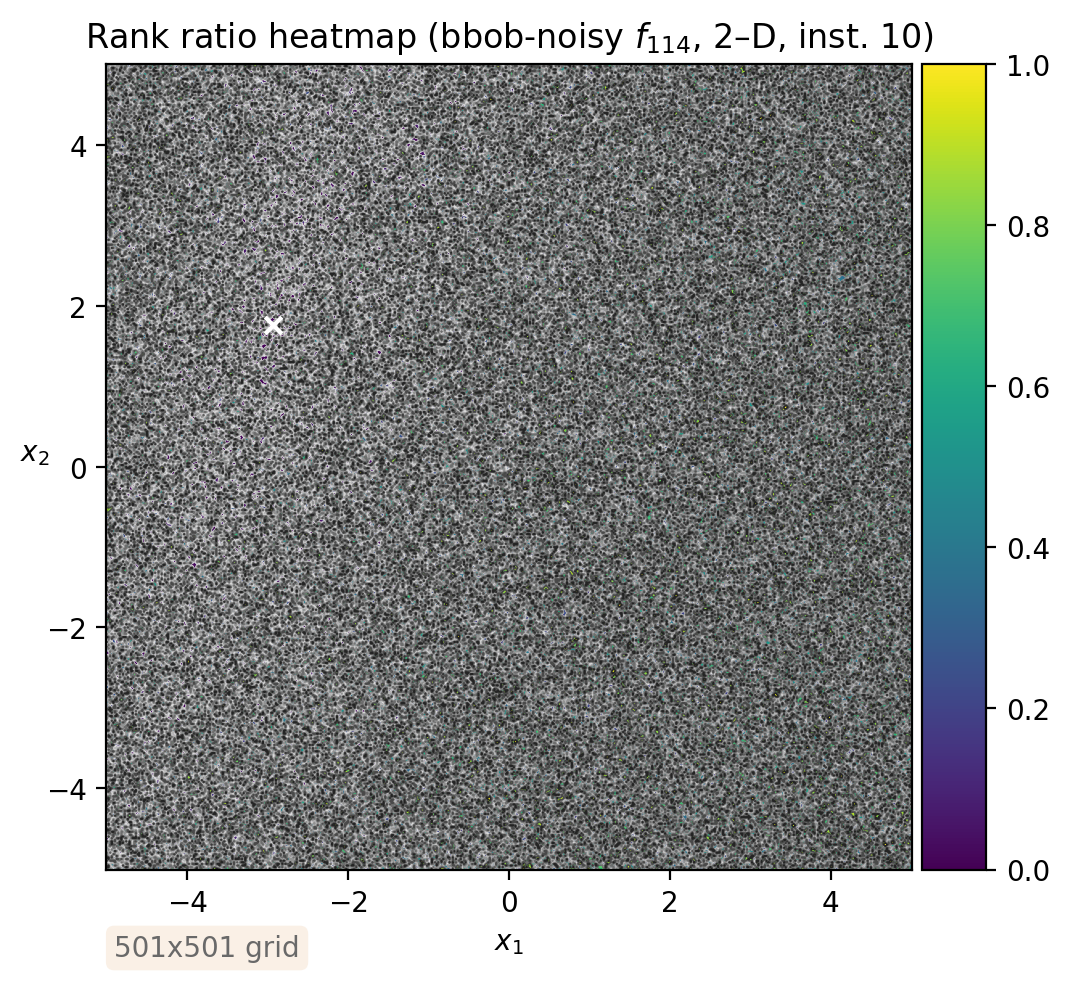 Rank ratio heatmap (bbob-noisy f₁₁₄, 2–D, inst. 10)
1.0
0.8
0.6
0.4
0.2
0.0
4
2
0
−2
−4
x₂
−4 −2 0 2 4
x₁
501x501 grid